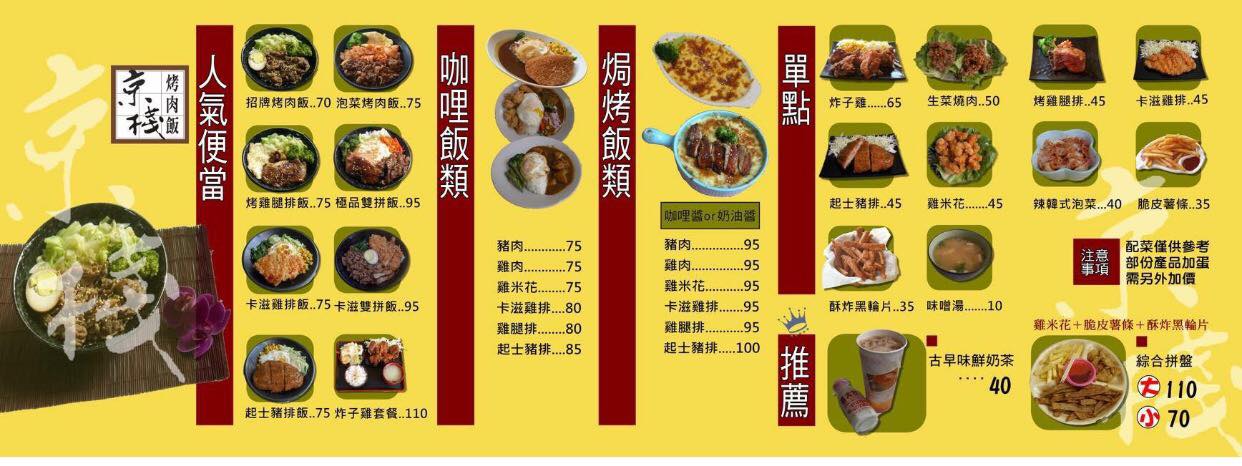 京棧
烤肉飯
京棧
人氣便當
招牌烤肉飯..70
泡菜烤肉飯..75
烤雞腿排飯..75
極品雙拼飯..95
卡滋雞排飯..75
卡滋雙拼飯..95
起士豬排飯..75
炸子雞套餐..110
咖哩飯類
豬肉............75
雞肉............75
雞米花........75
卡滋雞排....80
雞腿排........80
起士豬排....85
焗烤飯類
咖哩醬or奶油醬
豬肉..............95
雞肉..............95
雞米花..........95
卡滋雞排......95
雞腿排..........95
起士豬排.....100
單點
炸子雞......65
生菜燒肉..50
烤雞腿排..45
卡滋雞排..45
起士豬排..45
雞米花......45
辣韓式泡菜...40
脆皮薯條..35
酥炸黑輪片..35
味噌湯.......10
注意
事項
配菜僅供參考
部份產品加蛋
需另外加價
推薦
古早味鮮奶茶
....40
雞米花＋脆皮薯條＋酥炸黑輪片
綜合拼盤
大 110
小 70
京棧